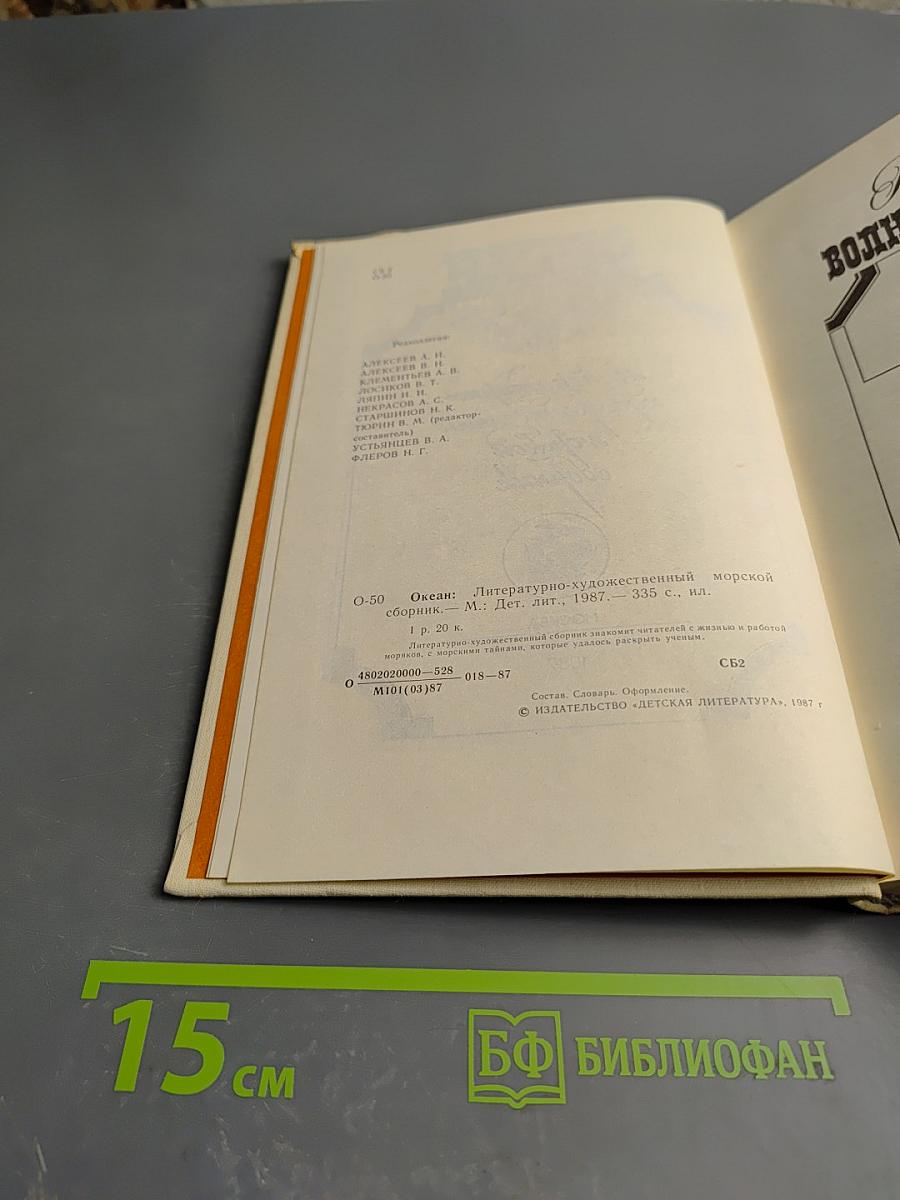 Редколлегия:
АЛЕКСЕЕВ А. И.
АЛЕКСЕЕВ В. Н.
КЛЕМЕНТЬЕВ А. В.
ЛОСИКОВ В. Т.
ЛЯПИН И. И.
НЕКРАСОВ А. С.
СТАРШИНОВ Н. К.
ТЮРИН В. М. (редактор-
составитель)
УСТЬЯНЦЕВ В. А.
ФЛЕРОВ Н. Г.
О-50 Океан: Литературно-художественный морской
сборник.— М.: Дет. лит., 1987.— 335 с., ил.
1 р. 20 к.
Литературно-художественный сборник знакомит читателей с жизнью и работой
моряков, с морскими тайнами, которые удалось раскрыть ученым.
О 4802020000—528 018—87
М101(03)87
СБ2
Состав. Словарь. Оформление.
© ИЗДАТЕЛЬСТВО «ДЕТСКАЯ ЛИТЕРАТУРА», 1987 г
ВОЛН
15 см
БФ БИБЛИОФАН